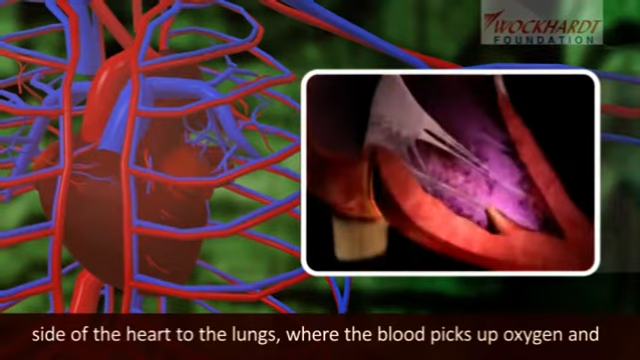 WOCKHARDT
FOUNDATION
side of the heart to the lungs, where the blood picks up oxygen and